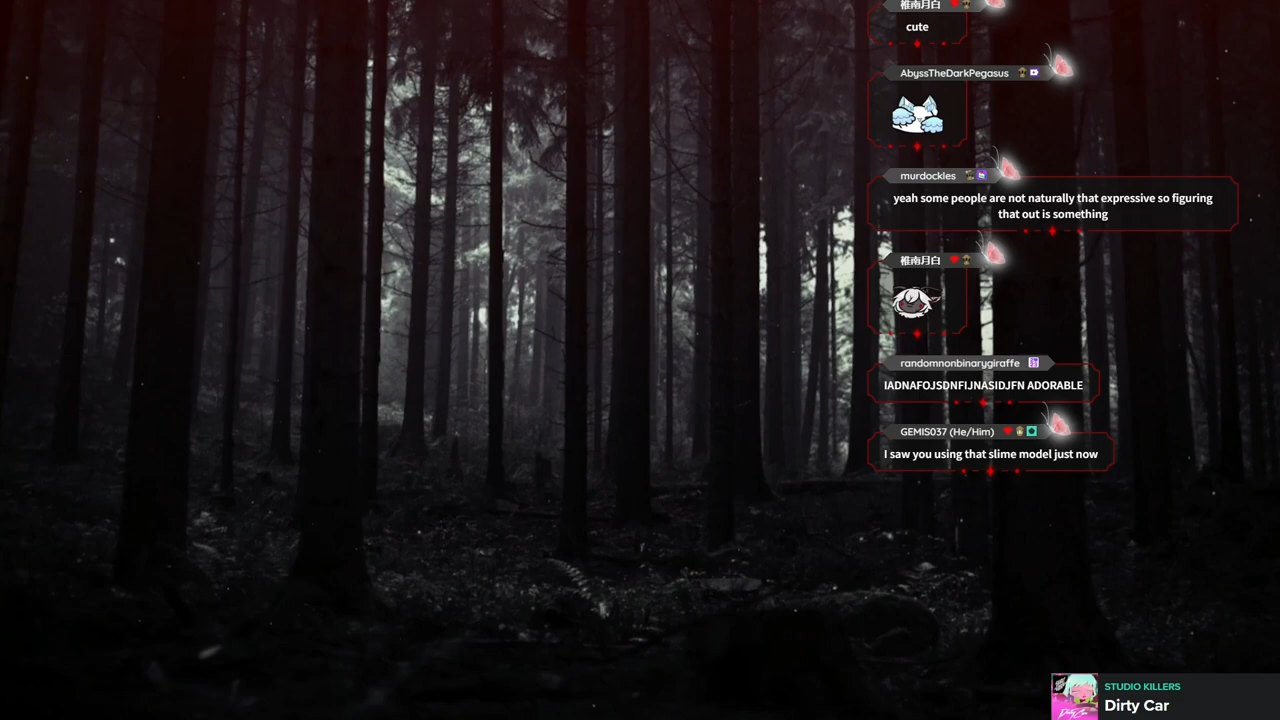 椎南月白
cute
AbyssTheDarkPegasus
murdockles
yeah some people are not naturally that expressive so figuring
that out is something
椎南月白
randomnonbinarygiraffe
IADNAFOJSDNFIJNASIDJFN ADORABLE
GEMIS037 (He/Him)
I saw you using that slime model just now
STUDIO KILLERS
Dirty Car